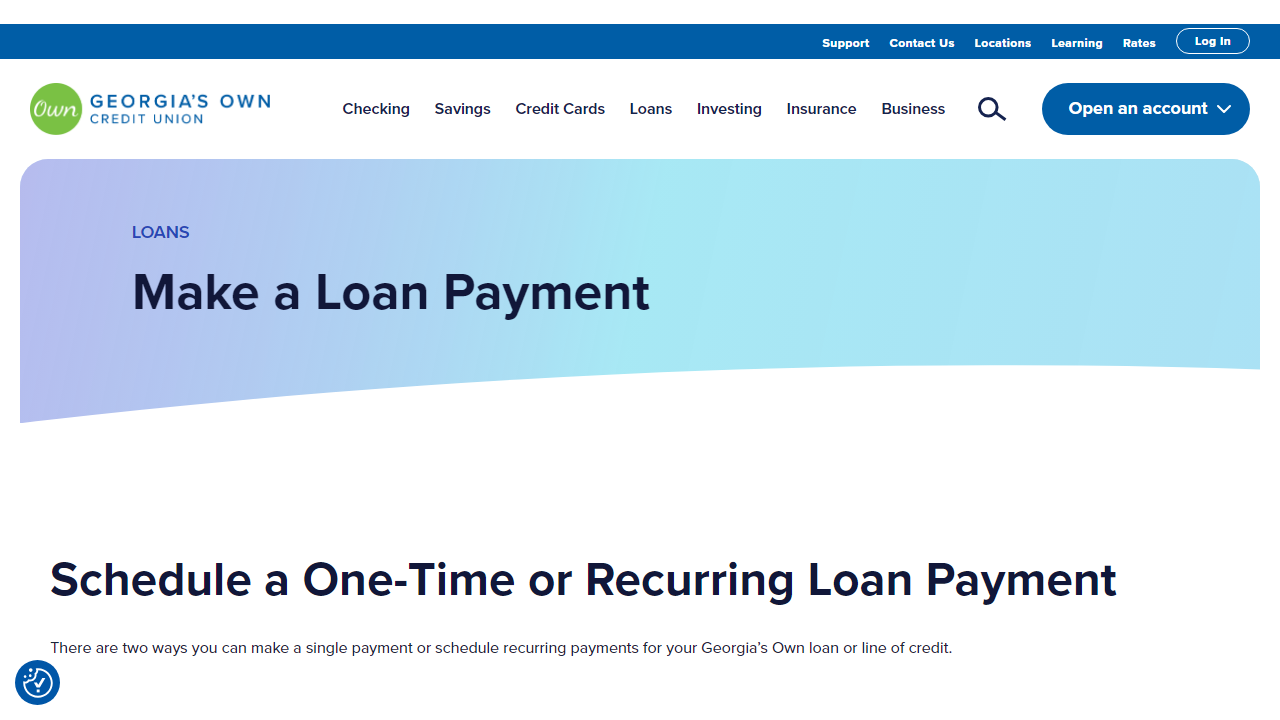 Support Contact Us Locations Learning Rates Log In
Own GEORGIA'S OWN
CREDIT UNION
Checking Savings Credit Cards Loans Investing Insurance Business Open an account
LOANS
Make a Loan Payment
Schedule a One-Time or Recurring Loan Payment
There are two ways you can make a single payment or schedule recurring payments for your Georgia’s Own loan or line of credit.